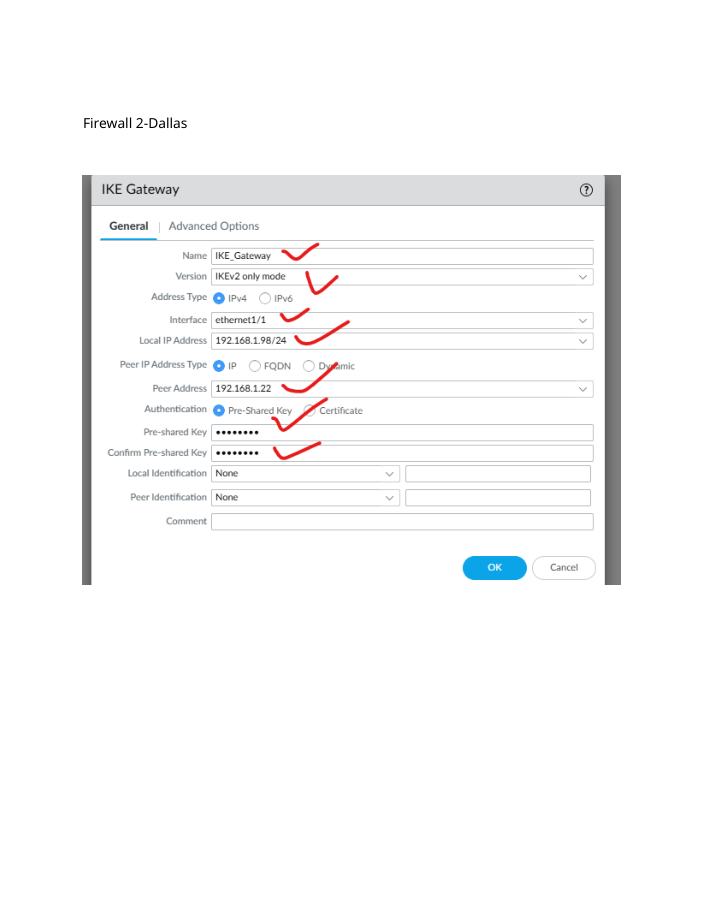 Firewall 2-Dallas
IKE Gateway ?
General | Advanced Options
Name IKE_Gateway
Version IKEv2 only mode
Address Type IPv4 IPv6
Interface ethernet1/1
Local IP Address 192.168.1.98/24
Peer IP Address Type IP FQDN Dynamic
Peer Address 192.168.1.22
Authentication Pre-Shared Key Certificate
Pre-shared Key ••••••••
Confirm Pre-shared Key ••••••••
Local Identification None
Peer Identification None
Comment
OK Cancel